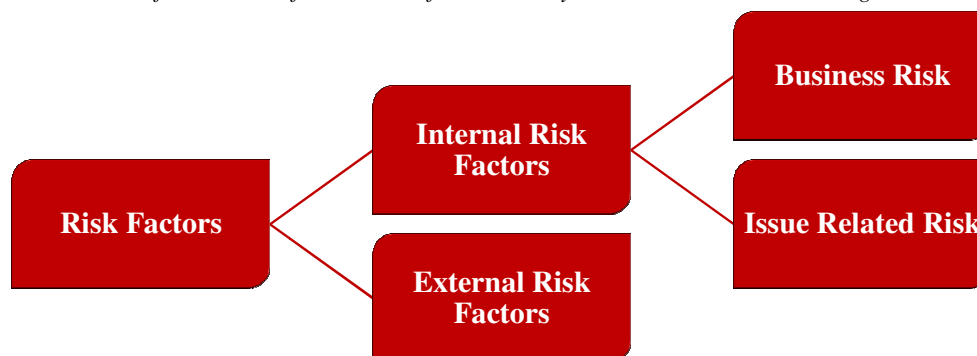 Risk Factors
Internal Risk
Factors
External Risk
Factors
Business Risk
Issue Related Risk